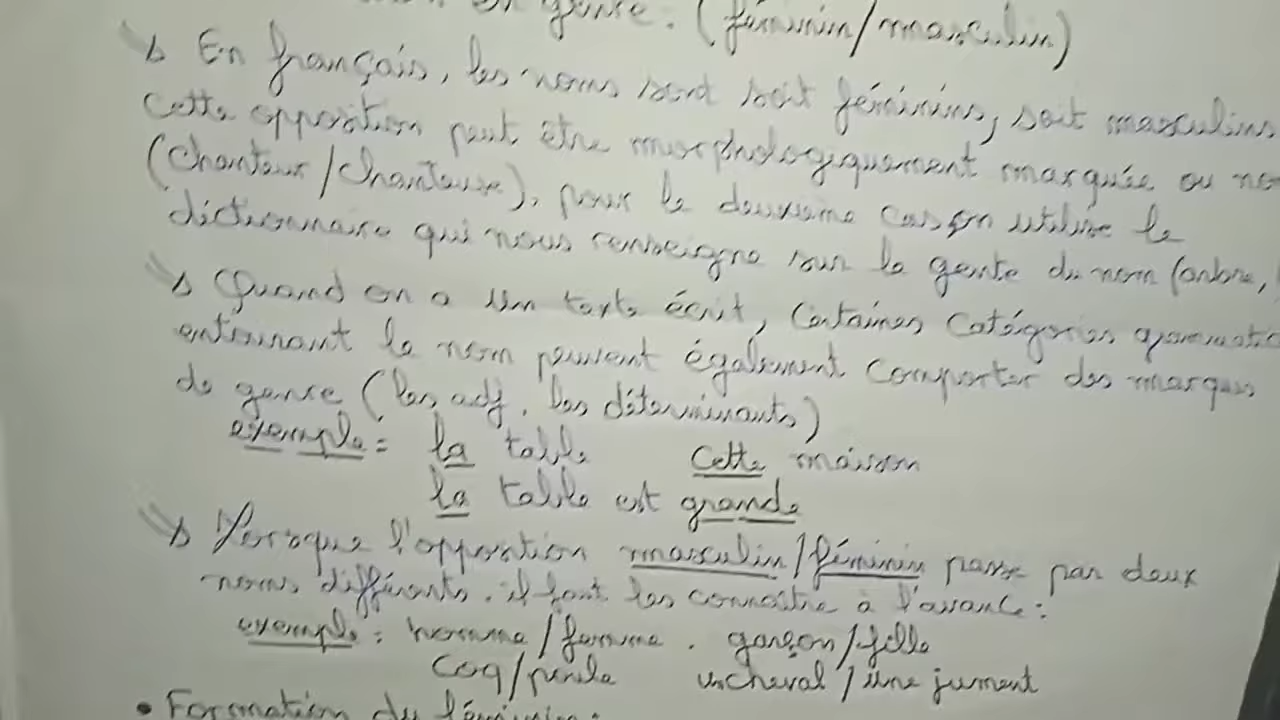 en genre : (féminin/masculin)
En français, les noms sont soit féminins, soit masculins
Cette opposition peut être morphologiquement marquée ou no
(Chanteur/Chanteuse), pour le deuxième cas, on utilise le
dictionnaire qui nous renseigne sur le genre du nom (arbre,
Quand on a un texte écrit, Certaines Catégories grammatic
entourant le nom peuvent également comporter des marques
de genre (les adj, les déterminants)
exemple : la table Cette maison
la table est grande
Lorsque l'opposition masculin/féminin passe par deux
noms différents, il faut les connaître à l'avance :
exemple : homme/femme. garçon/fille
Coq/poule un cheval/une jument
• Formation du féminin :